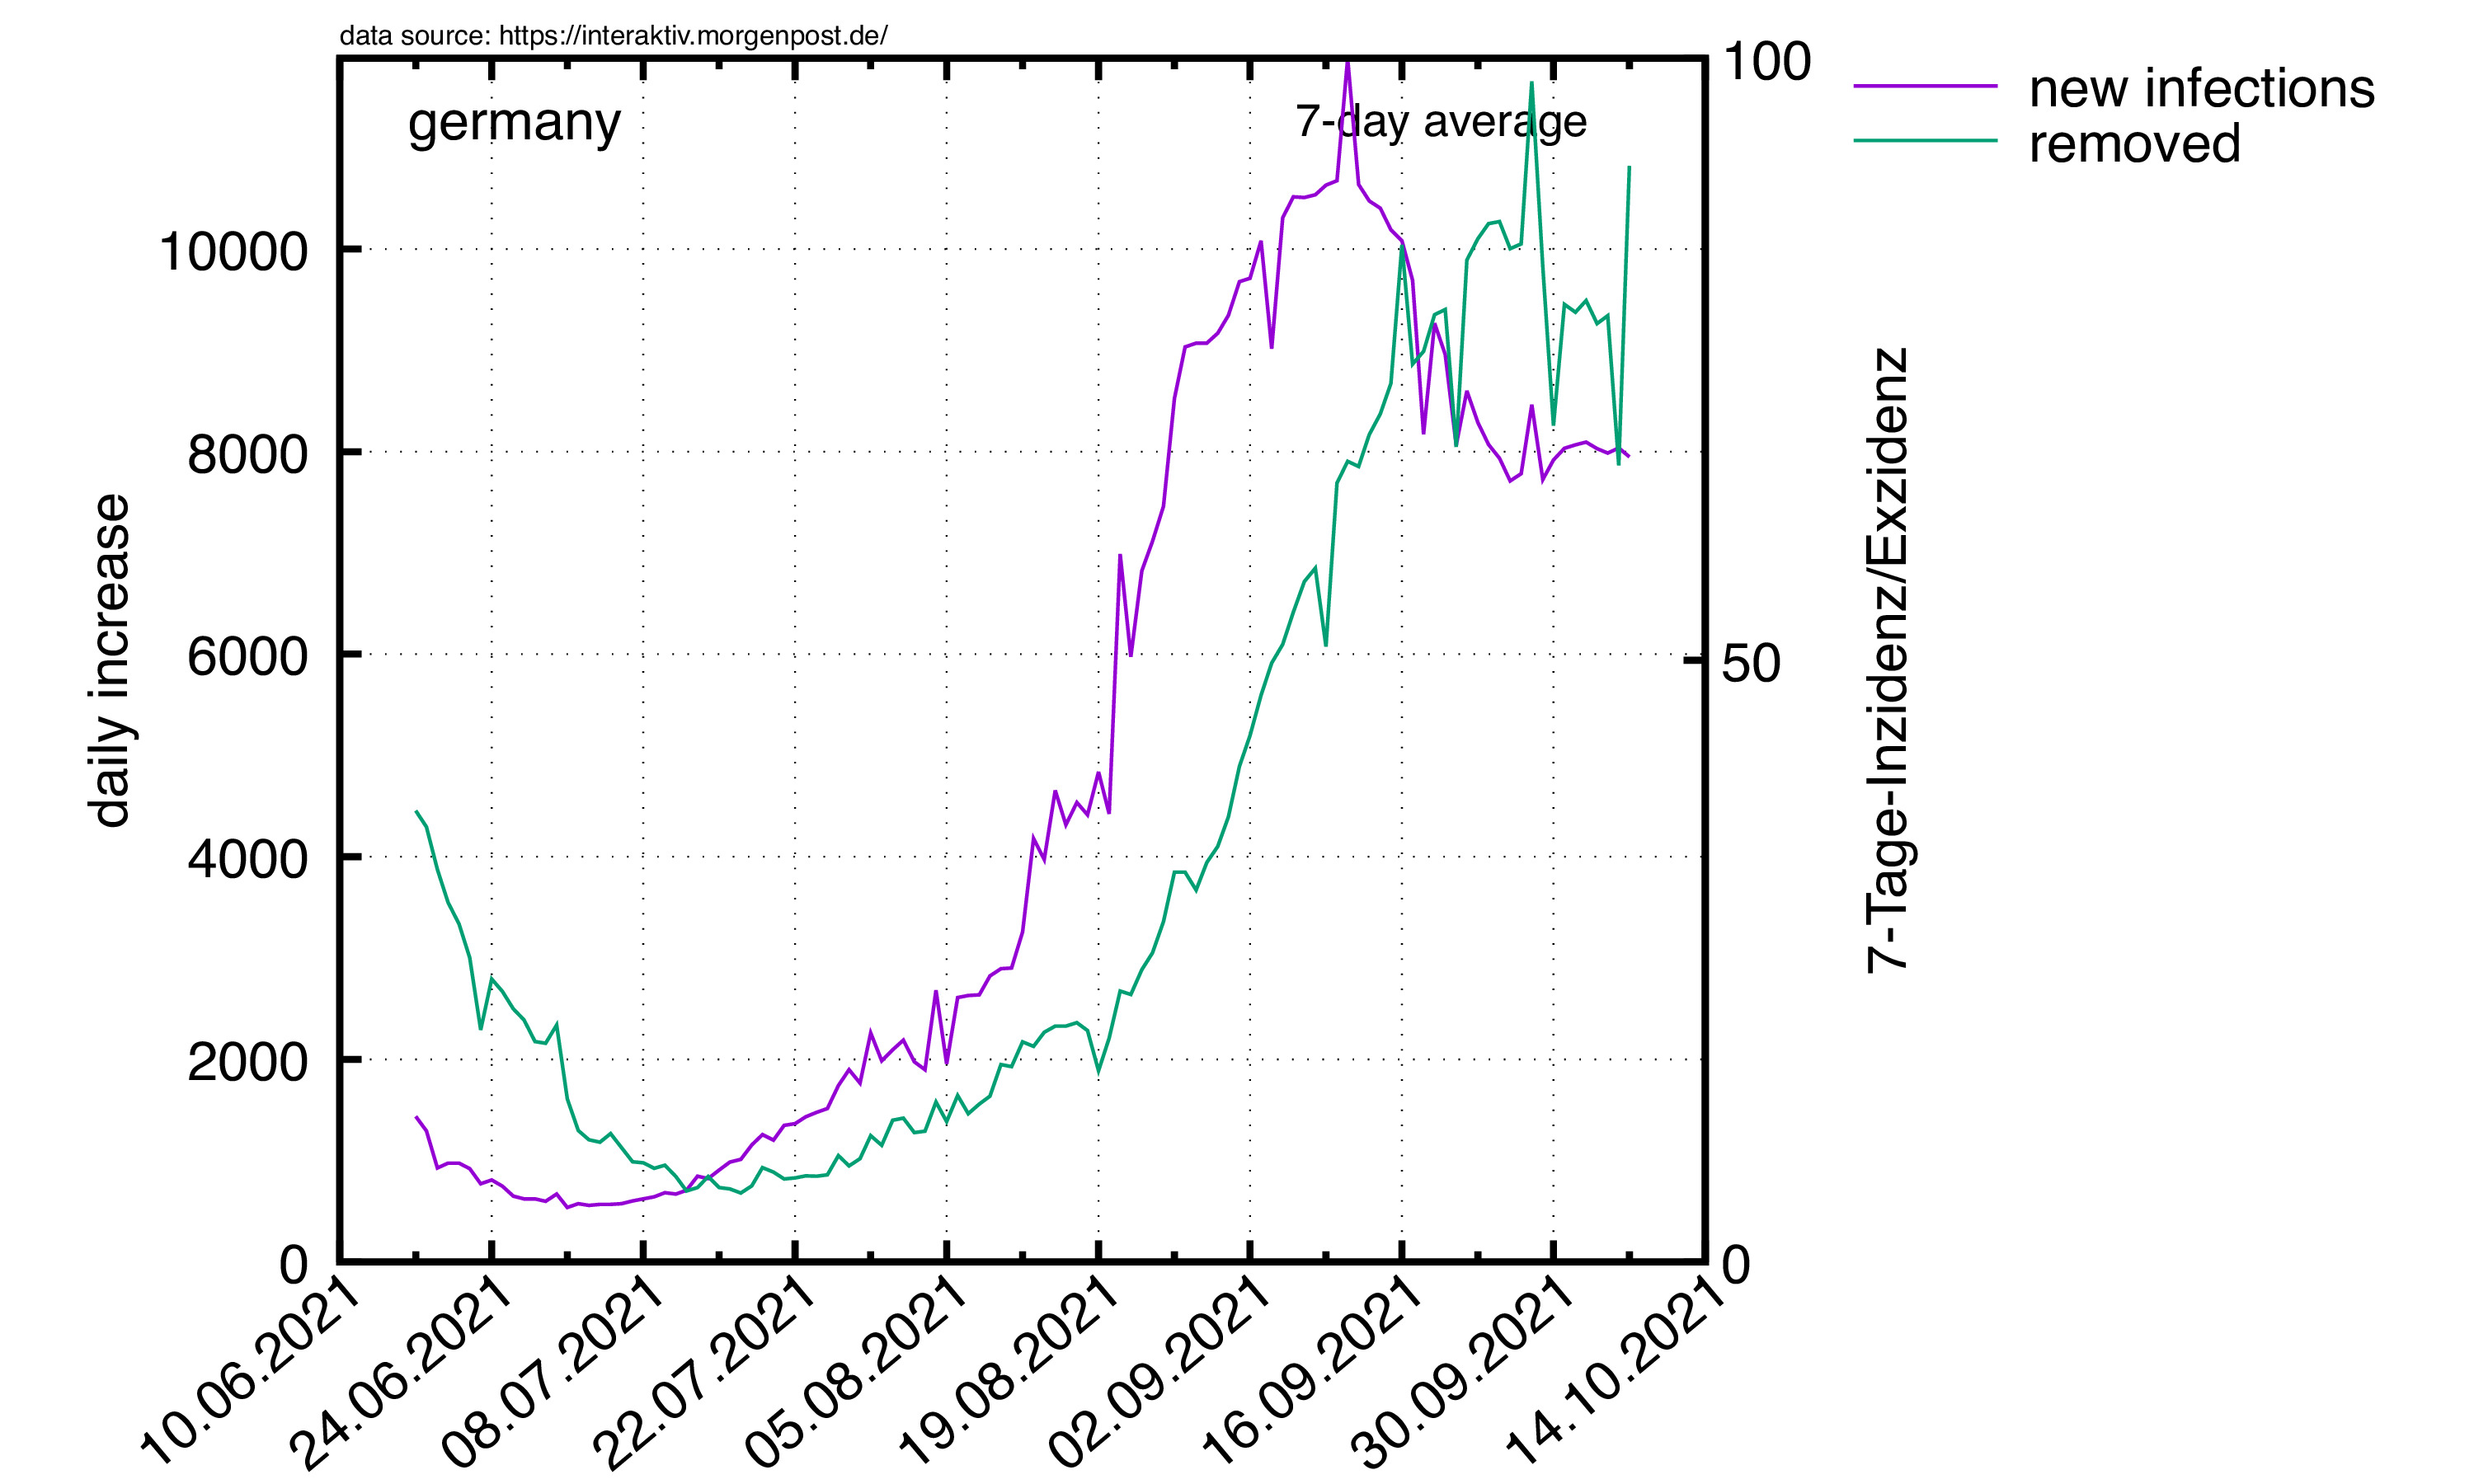 data source: https://interaktiv.morgenpost.de/
germany
7-day average
new infections
removed
daily increase
10000
8000
6000
4000
2000
0
100
50
0
7-Tage-Inzidenz/Exzidenz
10.06.2021
24.06.2021
08.07.2021
22.07.2021
05.08.2021
19.08.2021
02.09.2021
16.09.2021
30.09.2021
14.10.2021